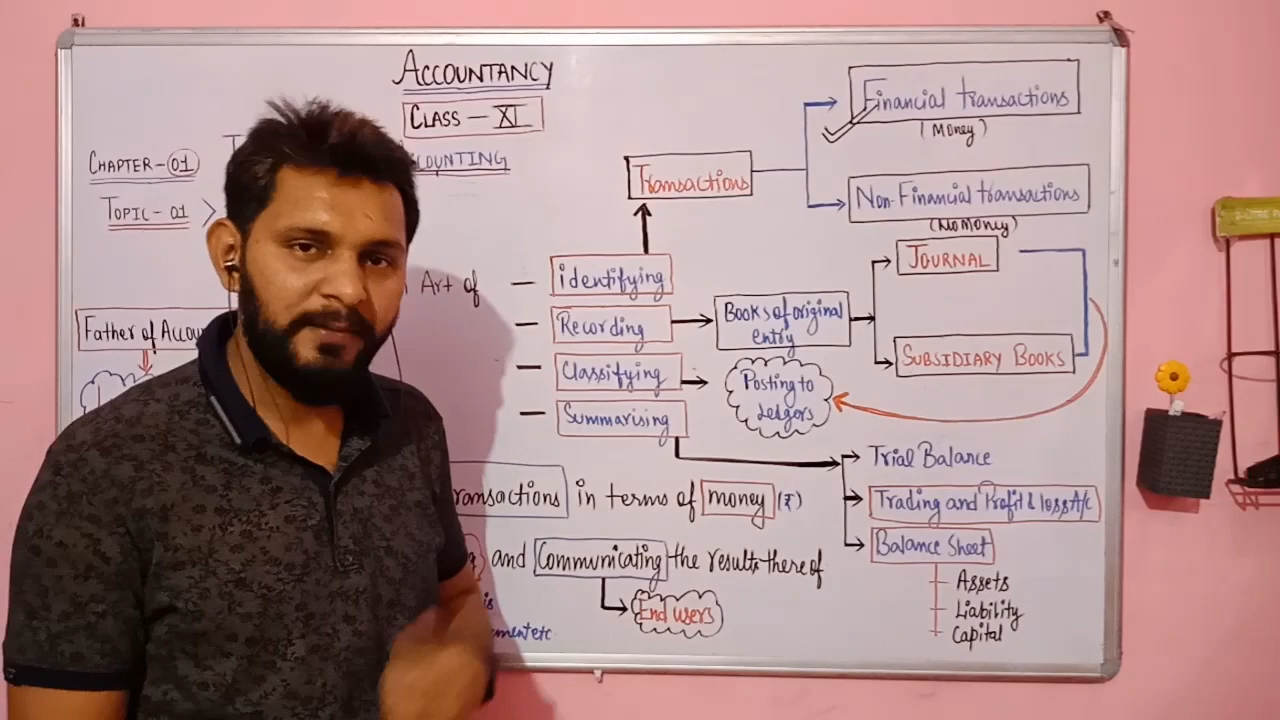 ACCOUNTANCY
CLASS - XI
CHAPTER-01
TOPIC-01 >
Father of
Art of
- Identifying
- Recording
- Classifying
- Summarising
Transactions
Financial transactions
(Money)
Non-Financial transactions
(No Money)
Books of original
entry
JOURNAL
SUBSIDIARY BOOKS
Posting to
Ledgers
Trial Balance
Trading and Profit & loss A/c
Balance Sheet
Assets
Liability
Capital
in terms of money (₹)
and Communicating the results there of
End users